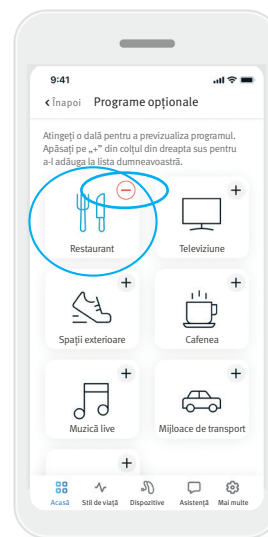 9:41
Înapoi Programe opționale
Atingeți o dată pentru a previzualiza programul.
Apăsați pe „+” din colțul din dreapta sus pentru
a-l adăuga la lista dumneavoastră.
Restaurant Televiziune
Spații exterioare Cafenea
Muzică live Mijloace de transport
Acasă Stil de viață Dispozitive Asistență Mai multe